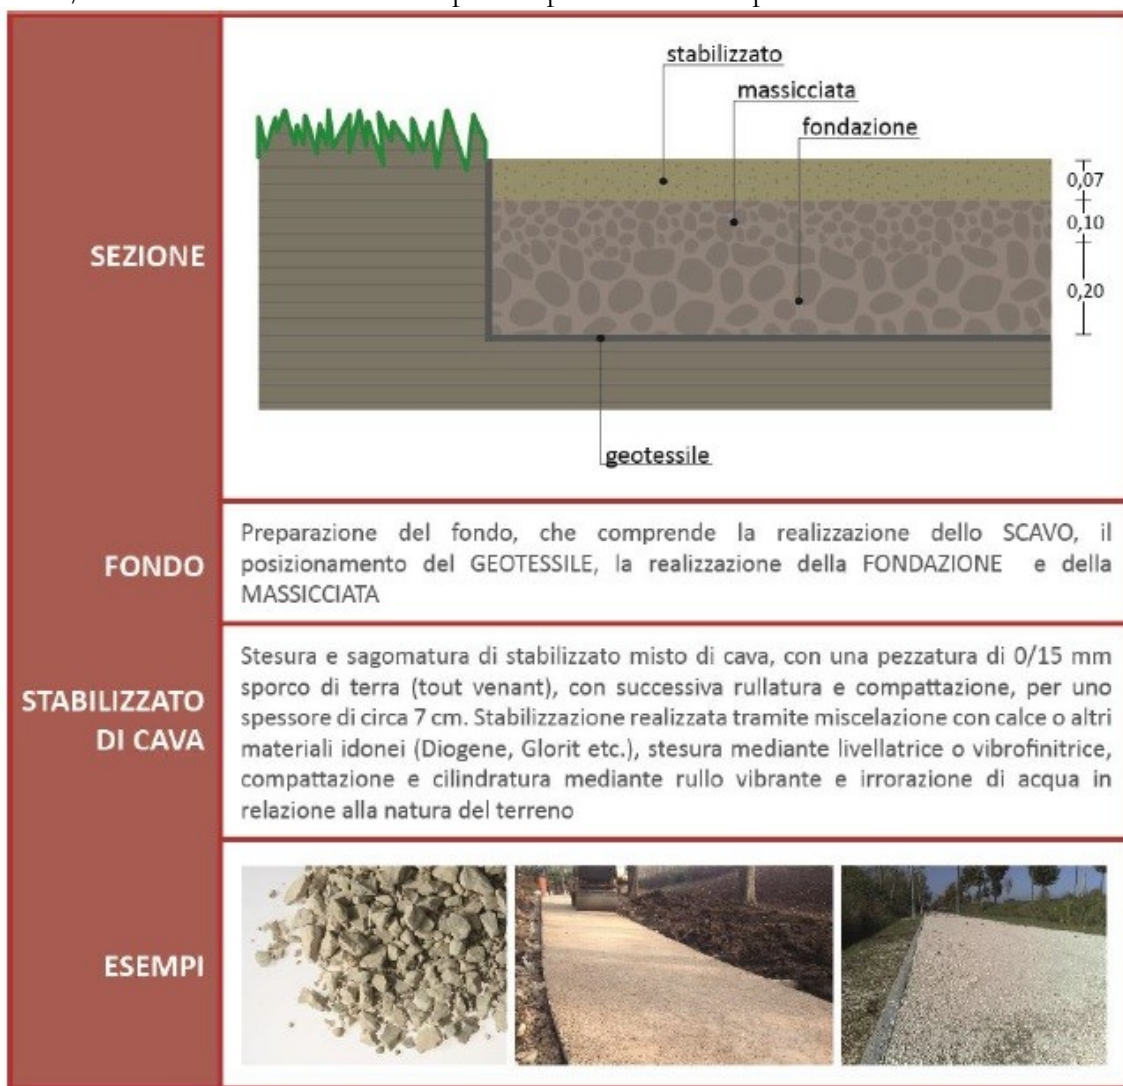 stabilizzato
massicciata
fondazione
0,07
0,10
SEZIONE
0,20
geotessile
FONDO
Preparazione del fondo, che comprende la realizzazione dello SCAVO, il
posizionamento del GEOTESSILE, la realizzazione della FONDAZIONE e della
MASSICCIATA
STABILIZZATO
DI CAVA
Stesura e sagomatura di stabilizzato misto di cava, con una pezzatura di 0/15 mm
sporco di terra (tout venant), con successiva rullatura e compattazione, per uno
spessore di circa 7 cm. Stabilizzazione realizzata tramite miscelazione con calce o altri
materiali idonei (Diogene, Glorit etc.), stesura mediante livellatrice o vibrofinitrice,
compattazione e cilindratura mediante rullo vibrante e irrorazione di acqua in
relazione alla natura del terreno
ESEMPI